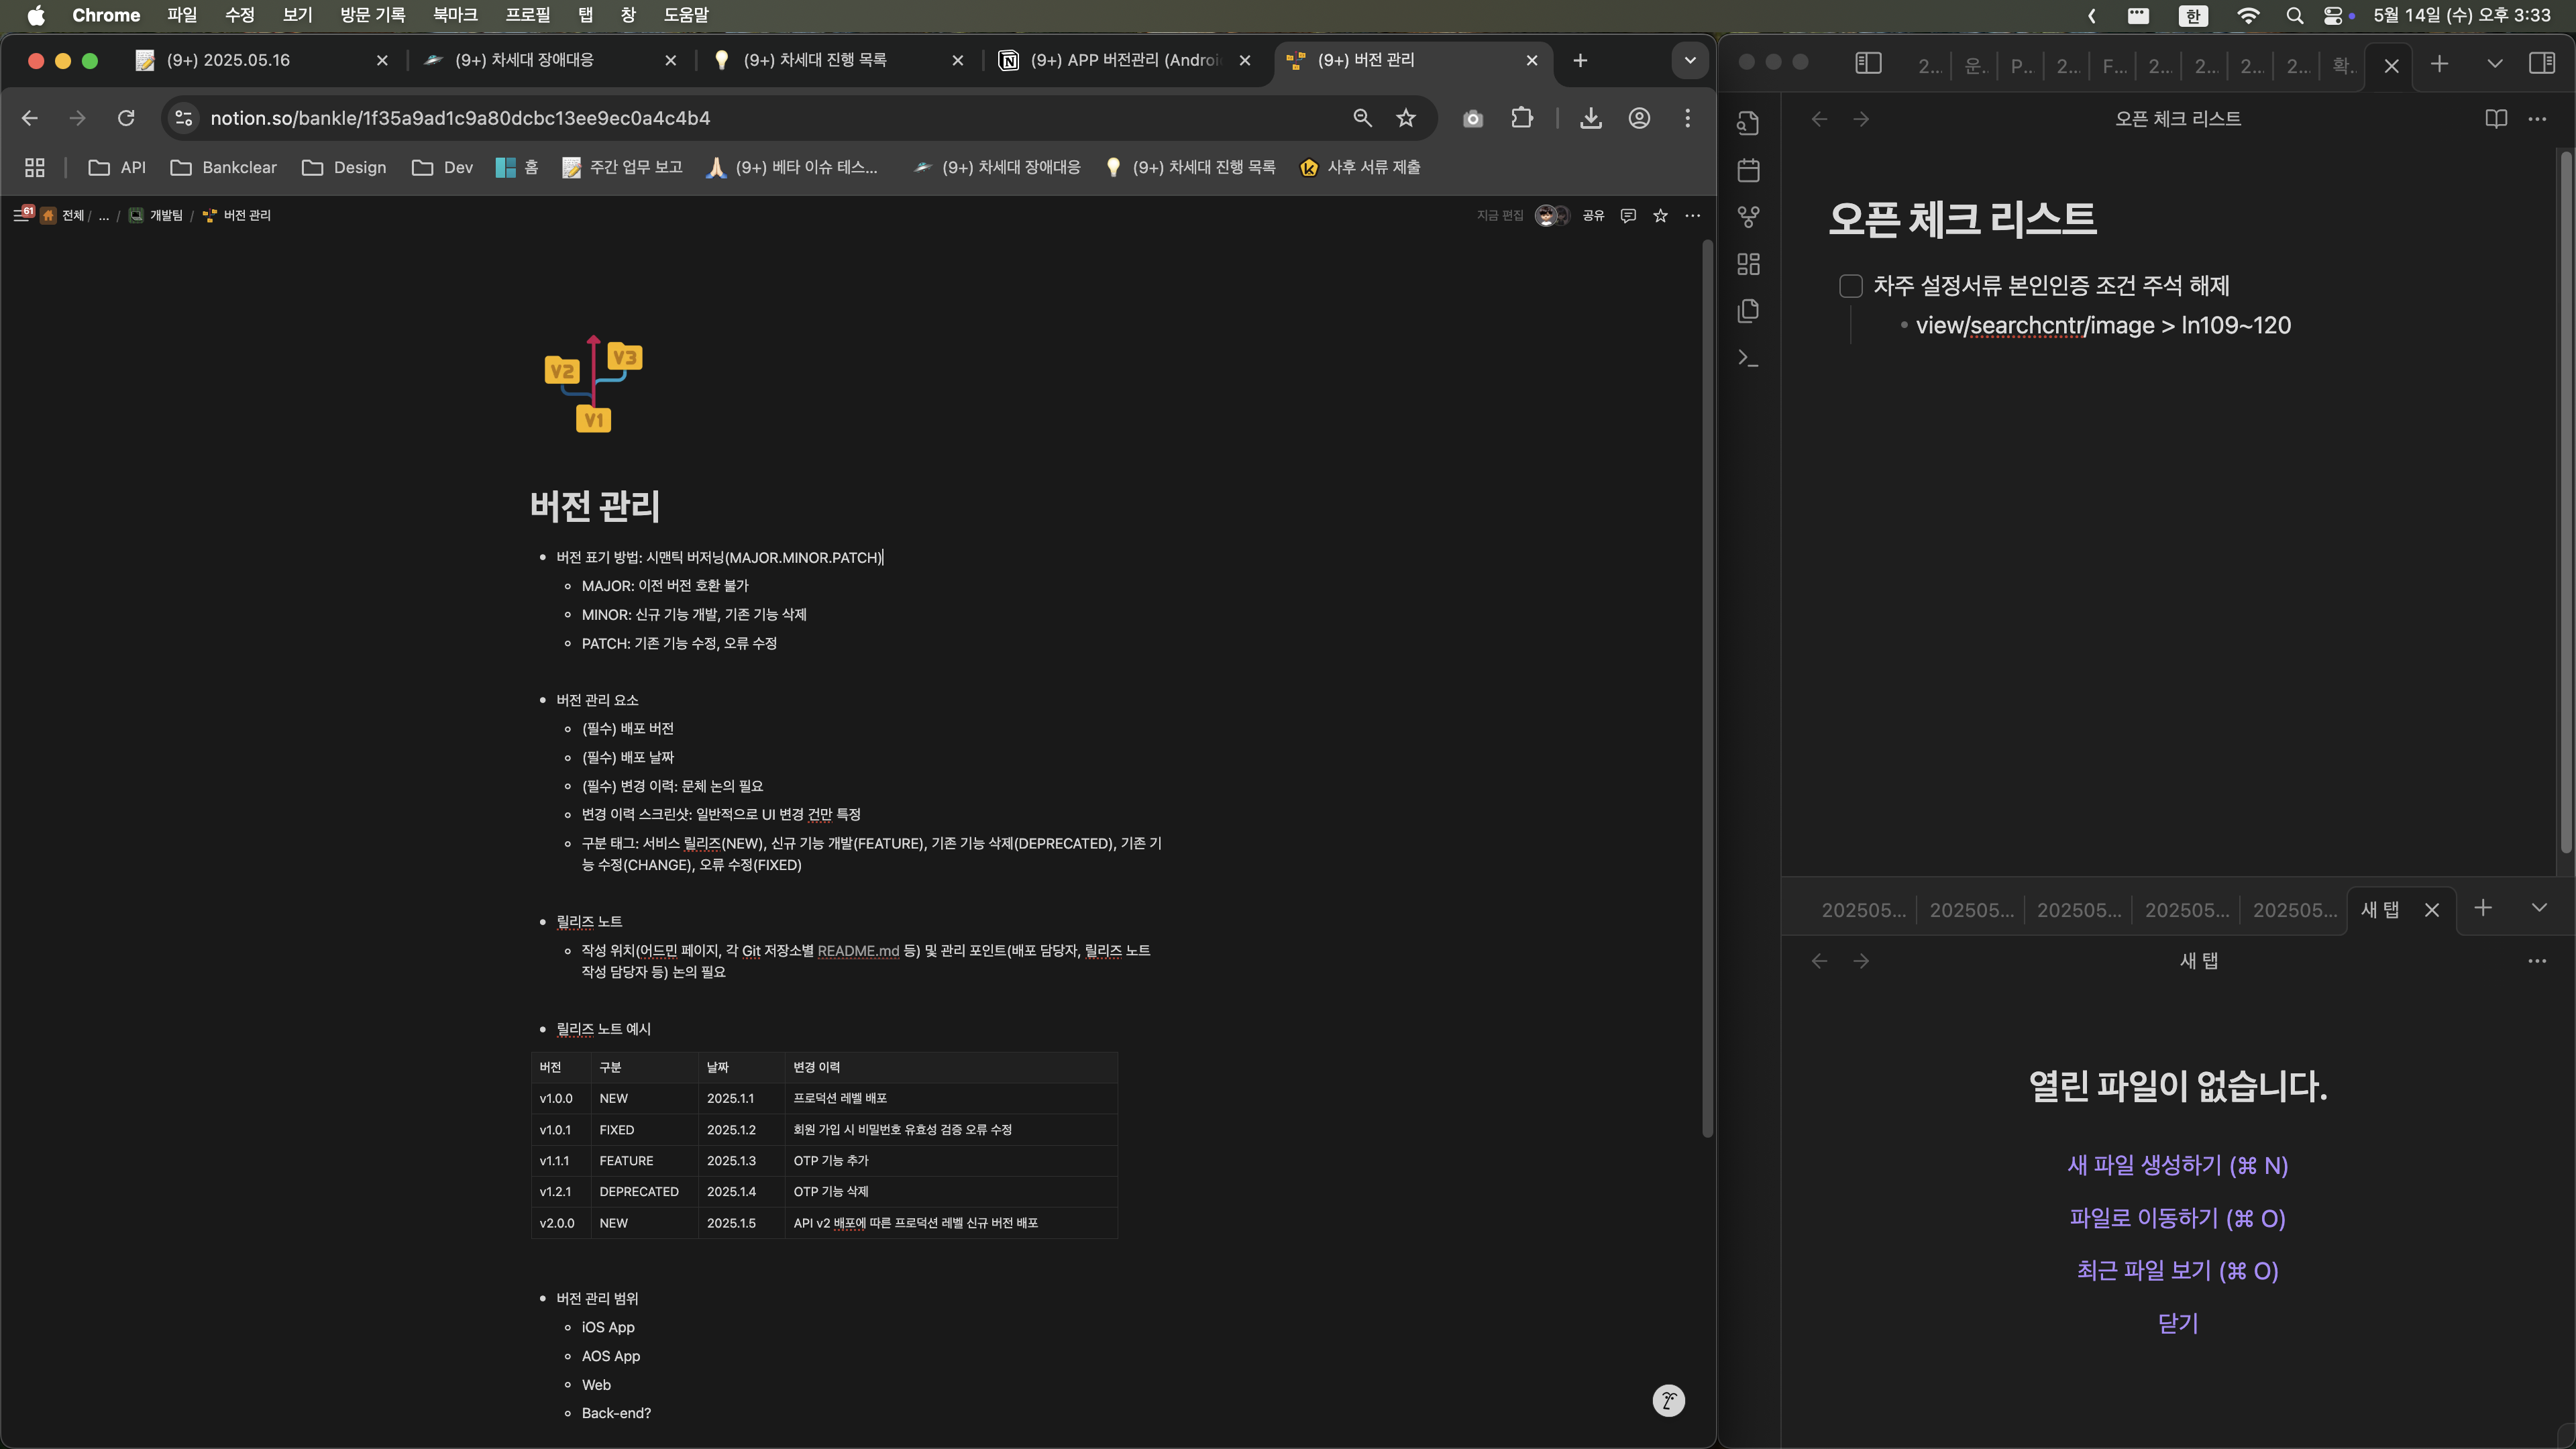 Chrome 파일 수정 보기 방문 기록 북마크 프로필 탭 창 도움말
한 5월 14일 (수) 오후 3:33
(9+) 2025.05.16
(9+) 차세대 장애대응
(9+) 차세대 진행 목록
(9+) APP 버전관리 (Androi
(9+) 버전 관리
notion.so/bankle/1f35a9ad1c9a80dcbc13ee9ec0a4c4b4
API Bankclear Design Dev 홈 주간 업무 보고 (9+) 베타 이슈 테스... (9+) 차세대 장애대응 (9+) 차세대 진행 목록 사후 서류 제출
61 전체 / ... / 개발팀 / 버전 관리
지금 편집 공유
V2 V3
V1
버전 관리
버전 표기 방법: 시맨틱 버저닝(MAJOR.MINOR.PATCH)
MAJOR: 이전 버전 호환 불가
MINOR: 신규 기능 개발, 기존 기능 삭제
PATCH: 기존 기능 수정, 오류 수정
버전 관리 요소
(필수) 배포 버전
(필수) 배포 날짜
(필수) 변경 이력: 문체 논의 필요
변경 이력 스크린샷: 일반적으로 UI 변경 건만 특정
구분 태그: 서비스 릴리즈(NEW), 신규 기능 개발(FEATURE), 기존 기능 삭제(DEPRECATED), 기존 기
능 수정(CHANGE), 오류 수정(FIXED)
릴리즈 노트
작성 위치(어드민 페이지, 각 Git 저장소별 README.md 등) 및 관리 포인트(배포 담당자, 릴리즈 노트
작성 담당자 등) 논의 필요
릴리즈 노트 예시
버전 구분 날짜 변경 이력
v1.0.0 NEW 2025.1.1 프로덕션 레벨 배포
v1.0.1 FIXED 2025.1.2 회원 가입 시 비밀번호 유효성 검증 오류 수정
v1.1.1 FEATURE 2025.1.3 OTP 기능 추가
v1.2.1 DEPRECATED 2025.1.4 OTP 기능 삭제
v2.0.0 NEW 2025.1.5 API v2 배포에 따른 프로덕션 레벨 신규 버전 배포
버전 관리 범위
iOS App
AOS App
Web
Back-end?
2... 운.. P... 2... F... 2... 2... 2... 2... 확..
오픈 체크 리스트
오픈 체크 리스트
차주 설정서류 본인인증 조건 주석 해제
view/searchcntr/image > ln109~120
202505... 202505... 202505... 202505... 202505... 새 탭
새 탭
열린 파일이 없습니다.
새 파일 생성하기 (⌘ N)
파일로 이동하기 (⌘ O)
최근 파일 보기 (⌘ O)
닫기